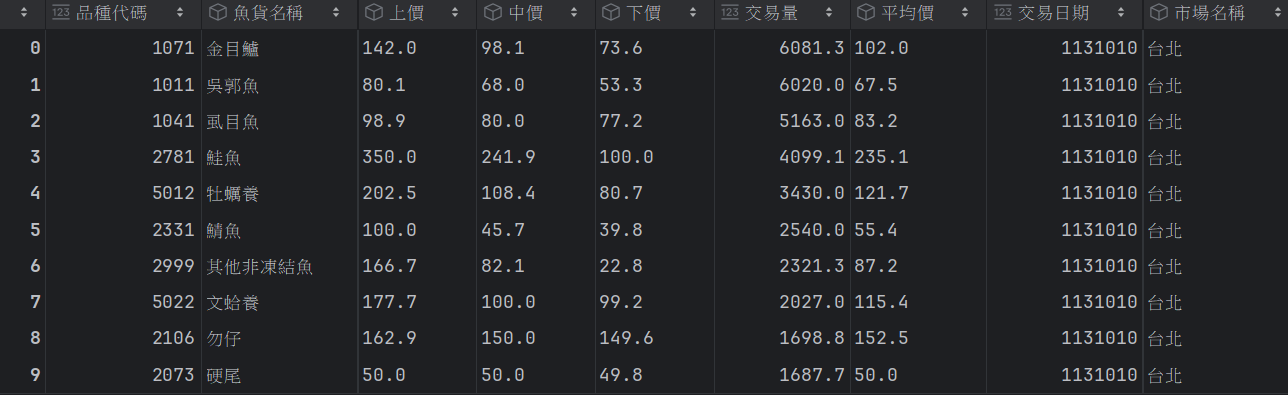 123 品種代碼 魚貨名稱 上價 中價 下價 123 交易量 平均價 123 交易日期 市場名稱
0 1071 金目鱸 142.0 98.1 73.6 6081.3 102.0 1131010 台北
1 1011 吳郭魚 80.1 68.0 53.3 6020.0 67.5 1131010 台北
2 1041 虱目魚 98.9 80.0 77.2 5163.0 83.2 1131010 台北
3 2781 鮭魚 350.0 241.9 100.0 4099.1 235.1 1131010 台北
4 5012 牡蠣養 202.5 108.4 80.7 3430.0 121.7 1131010 台北
5 2331 鯖魚 100.0 45.7 39.8 2540.0 55.4 1131010 台北
6 2999 其他非凍結魚 166.7 82.1 22.8 2321.3 87.2 1131010 台北
7 5022 文蛤養 177.7 100.0 99.2 2027.0 115.4 1131010 台北
8 2106 勿仔 162.9 150.0 149.6 1698.8 152.5 1131010 台北
9 2073 硬尾 50.0 50.0 49.8 1687.7 50.0 1131010 台北